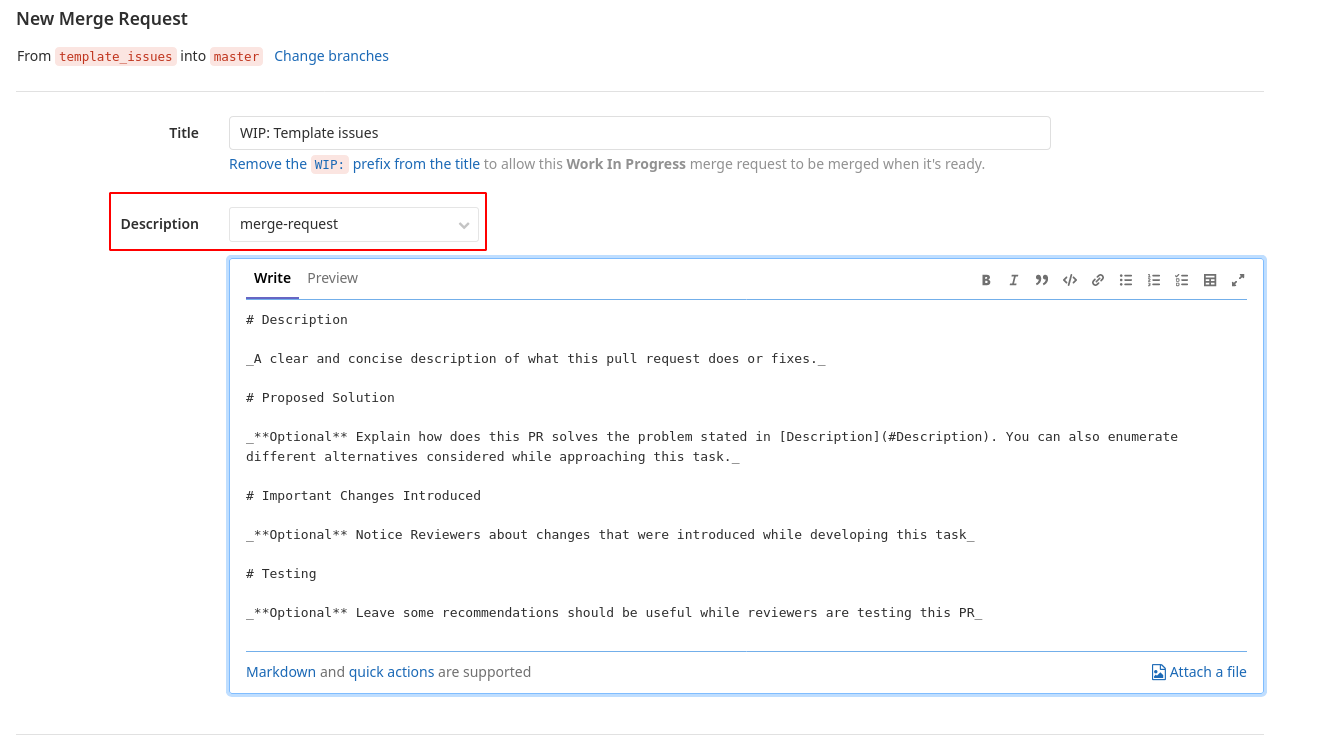 New Merge Request
From template_issues into master Change branches
Title WIP: Template issues
Remove the WIP: prefix from the title to allow this Work In Progress merge request to be merged when it's ready.
Description merge-request
Write Preview
# Description
_A clear and concise description of what this pull request does or fixes._
# Proposed Solution
_**Optional** Explain how does this PR solves the problem stated in [Description](#Description). You can also enumerate
different alternatives considered while approaching this task._
# Important Changes Introduced
_**Optional** Notice Reviewers about changes that were introduced while developing this task_
# Testing
_**Optional** Leave some recommendations should be useful while reviewers are testing this PR_
Markdown and quick actions are supported Attach a file